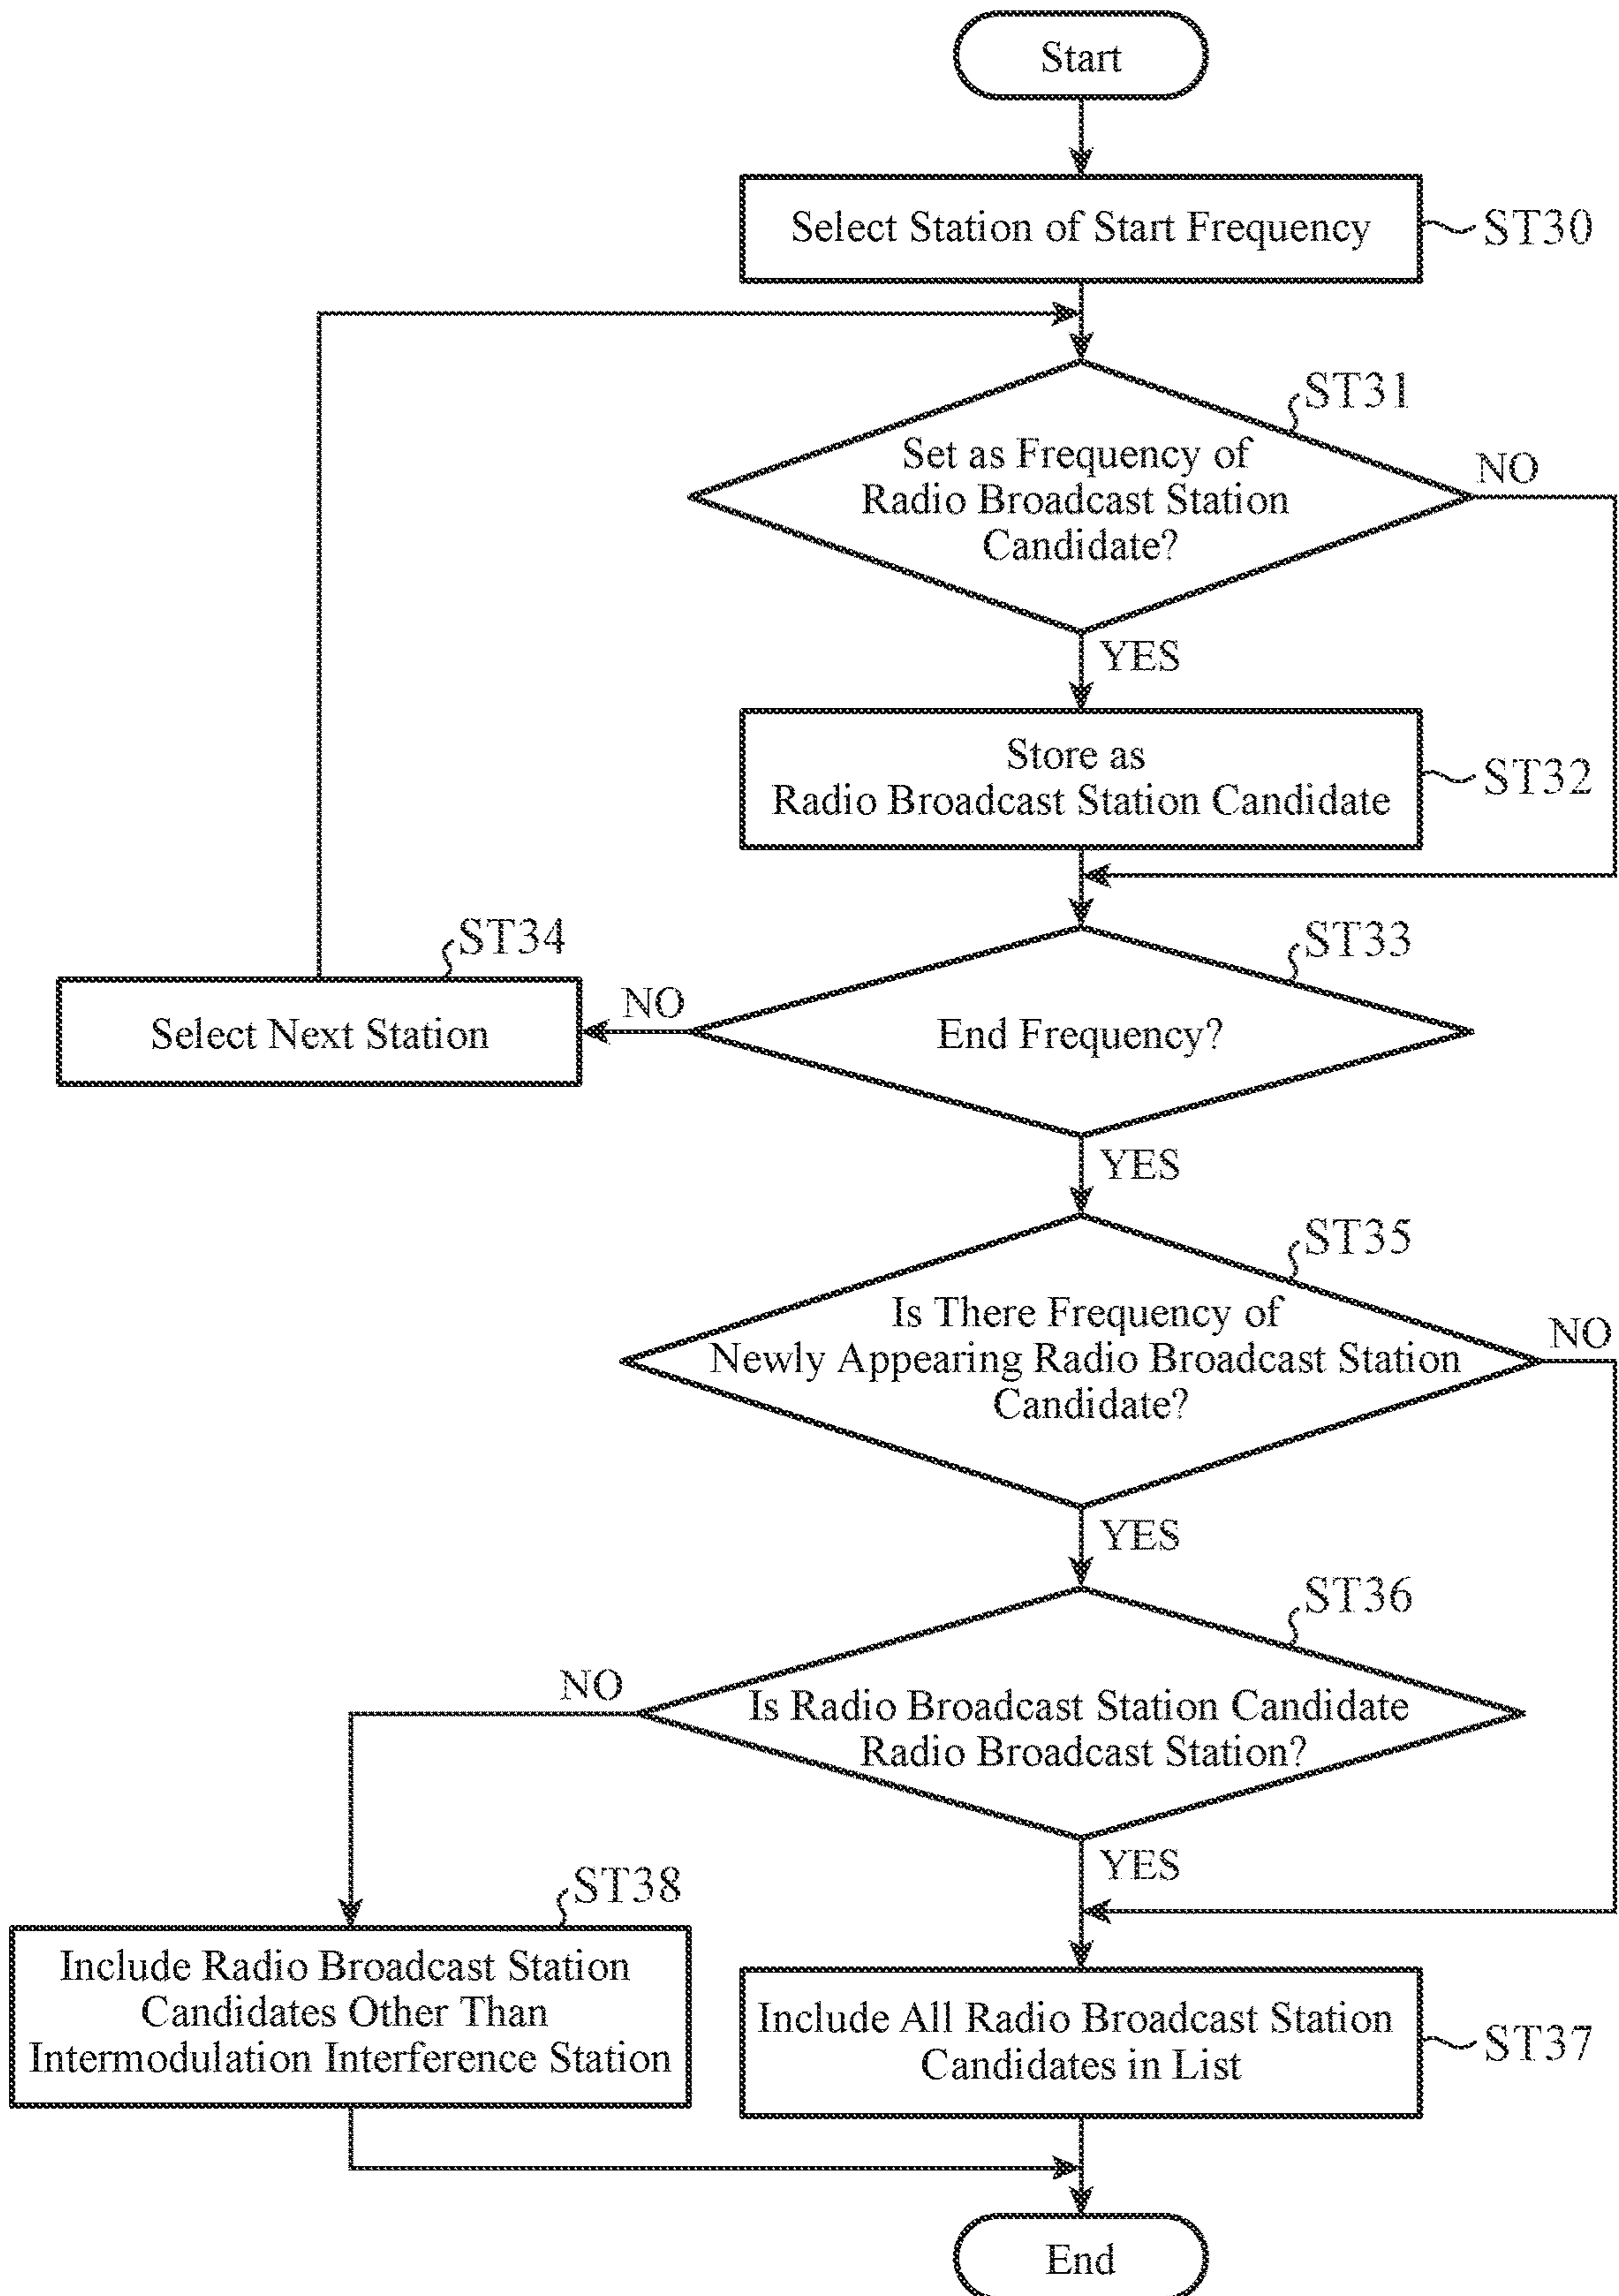 Start
Select Station of Start Frequency
ST30
ST31
Set as Frequency of
Radio Broadcast Station
Candidate?
NO
YES
Store as
Radio Broadcast Station Candidate
ST32
ST34
Select Next Station
NO
ST33
End Frequency?
YES
ST35
Is There Frequency of
Newly Appearing Radio Broadcast Station
Candidate?
NO
YES
ST36
NO
Is Radio Broadcast Station Candidate
Radio Broadcast Station?
YES
ST38
Include Radio Broadcast Station
Candidates Other Than
Intermodulation Interference Station
Include All Radio Broadcast Station
Candidates in List
ST37
End